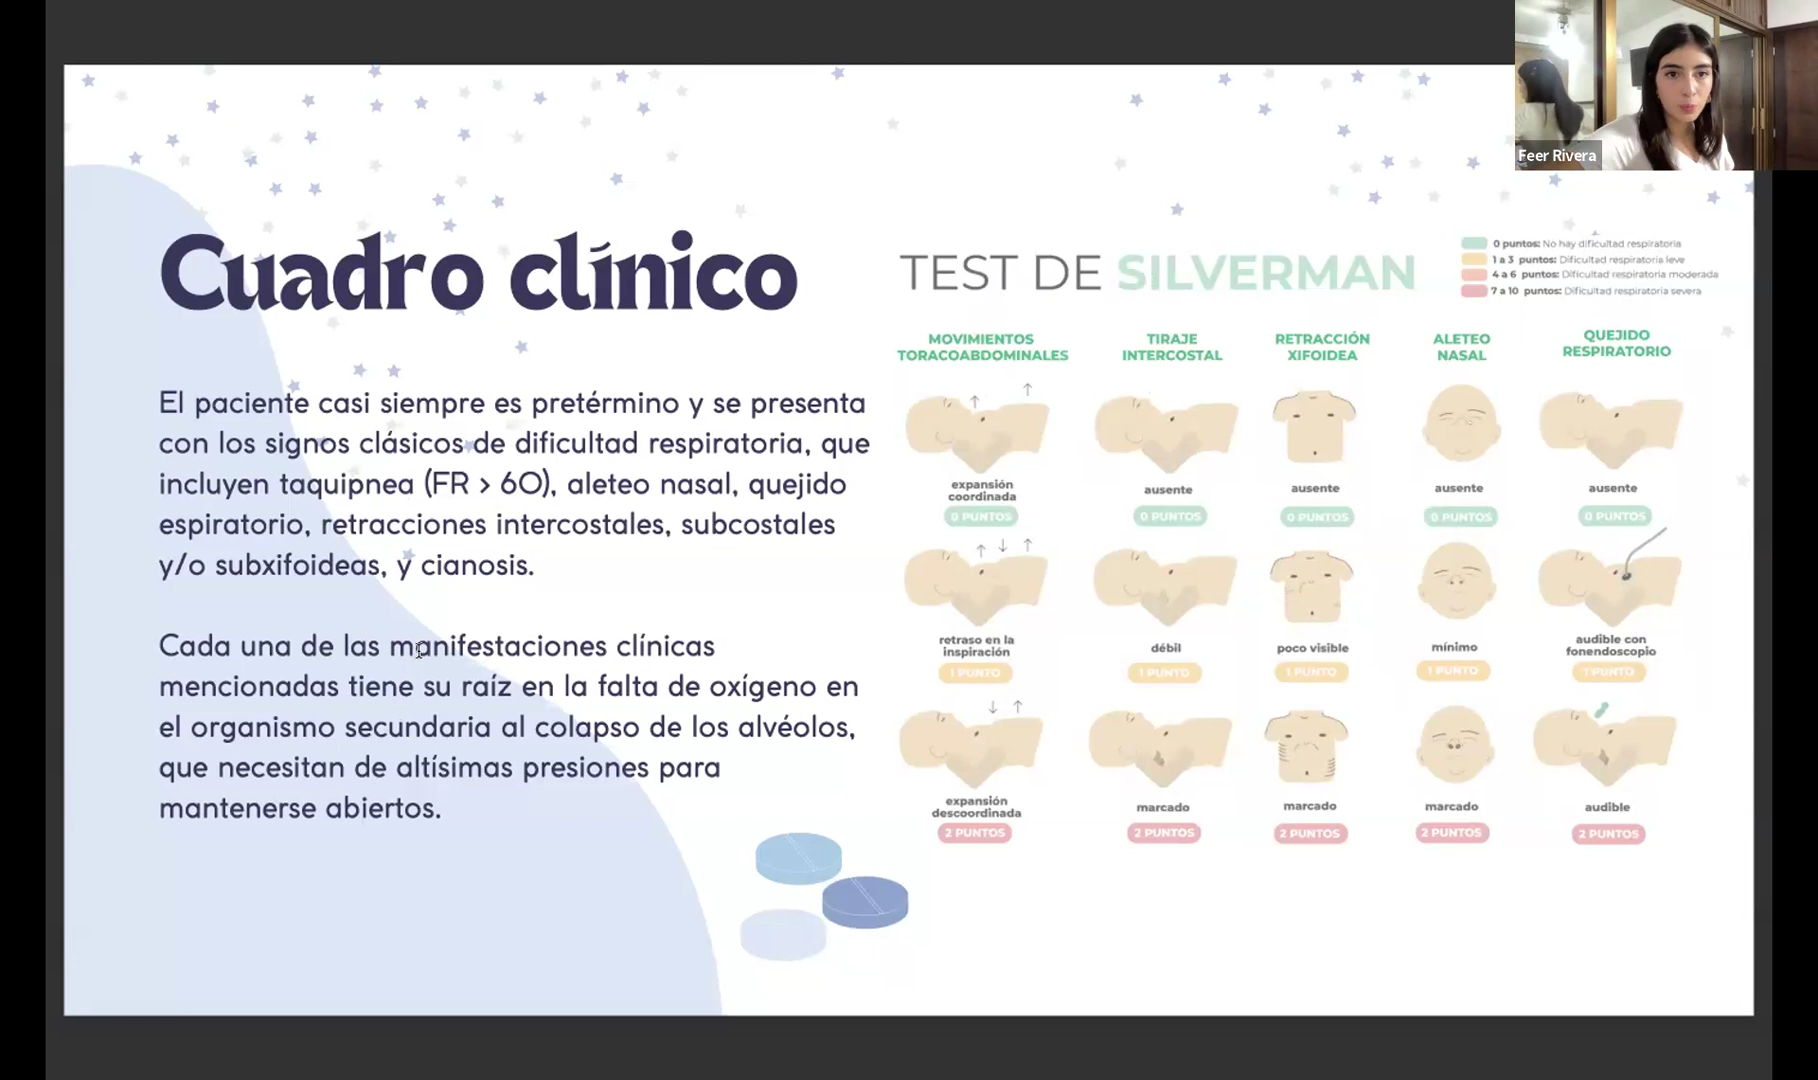 Feer Rivera
Cuadro clínico
El paciente casi siempre es pretérmino y se presenta
con los signos clásicos de dificultad respiratoria, que
incluyen taquipnea (FR > 60), aleteo nasal, quejido
espiratorio, retracciones intercostales, subcostales
y/o subxifoideas, y cianosis.
Cada una de las manifestaciones clínicas
mencionadas tiene su raíz en la falta de oxígeno en
el organismo secundaria al colapso de los alvéolos,
que necesitan de altísimas presiones para
mantenerse abiertos.
TEST DE SILVERMAN
0 puntos: No hay dificultad respiratoria
1 a 3 puntos: Dificultad respiratoria leve
4 a 6 puntos: Dificultad respiratoria moderada
7 a 10 puntos: Dificultad respiratoria severa
MOVIMIENTOS
TORACOABDOMINALES
TIRAJE
INTERCOSTAL
RETRACCIÓN
XIFOIDEA
ALETEO
NASAL
QUEJIDO
RESPIRATORIO
expansión
coordinada
ausente
ausente
ausente
ausente
0 PUNTOS
0 PUNTOS
0 PUNTOS
0 PUNTOS
0 PUNTOS
retraso en la
inspiración
débil
poco visible
mínimo
audible con
fonendoscopio
1 PUNTO
1 PUNTO
1 PUNTO
1 PUNTO
1 PUNTO
expansión
descoordinada
marcado
marcado
marcado
audible
2 PUNTOS
2 PUNTOS
2 PUNTOS
2 PUNTOS
2 PUNTOS